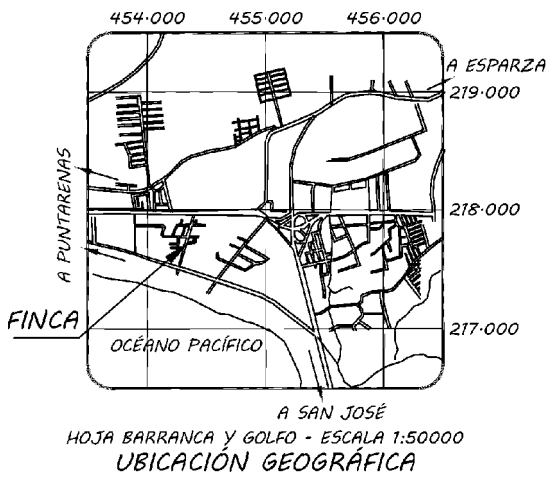 454·000 455·000 456·000
A ESPARZA
219·000
A PUNTARENAS
218·000
FINCA
217·000
OCÉANO PACÍFICO
A SAN JOSÉ
HOJA BARRANCA Y GOLFO - ESCALA 1:50000
UBICACIÓN GEOGRÁFICA